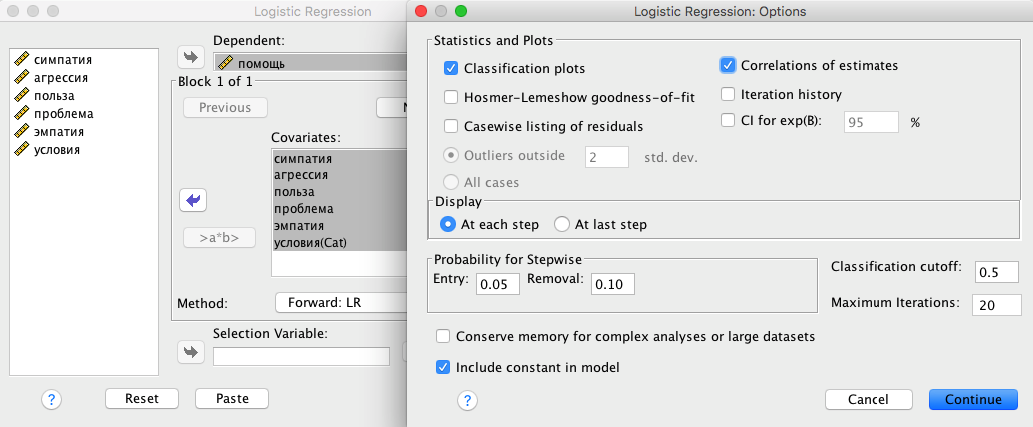 Logistic Regression
симпатия
агрессия
польза
проблема
эмпатия
условия
Dependent:
помощь
Block 1 of 1
Previous
N
Covariates:
симпатия
агрессия
польза
проблема
эмпатия
условия(Cat)
>a*b>
Method:
Forward: LR
Selection Variable:
?
Reset
Paste
Logistic Regression: Options
Statistics and Plots
Classification plots
Correlations of estimates
Hosmer-Lemeshow goodness-of-fit
Iteration history
Casewise listing of residuals
CI for exp(B): 95 %
Outliers outside 2 std. dev.
All cases
Display
At each step At last step
Probability for Stepwise
Entry: 0.05 Removal: 0.10
Classification cutoff: 0.5
Maximum Iterations: 20
Conserve memory for complex analyses or large datasets
Include constant in model
?
Cancel
Continue